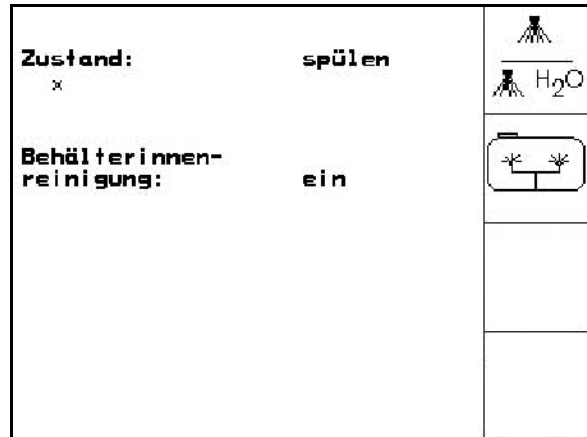 Zustand: spülen
x
Behälterinnen-
reinigung: ein
H2O